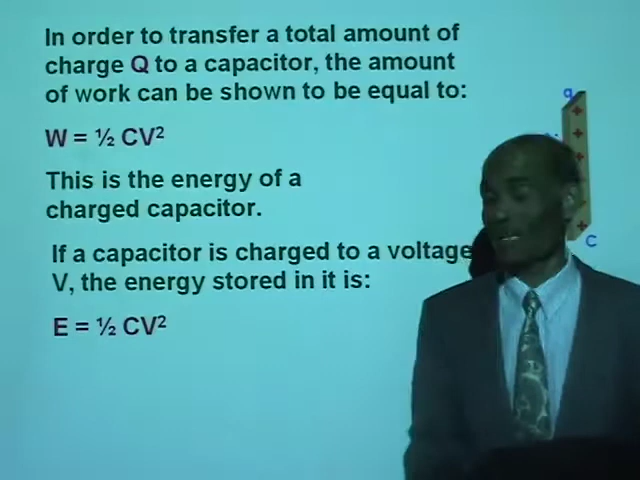 In order to transfer a total amount of
charge Q to a capacitor, the amount
of work can be shown to be equal to:
W = ½ CV²
This is the energy of a
charged capacitor.
If a capacitor is charged to a voltage
V, the energy stored in it is:
E = ½ CV²
a
+
+
+
+
+
c